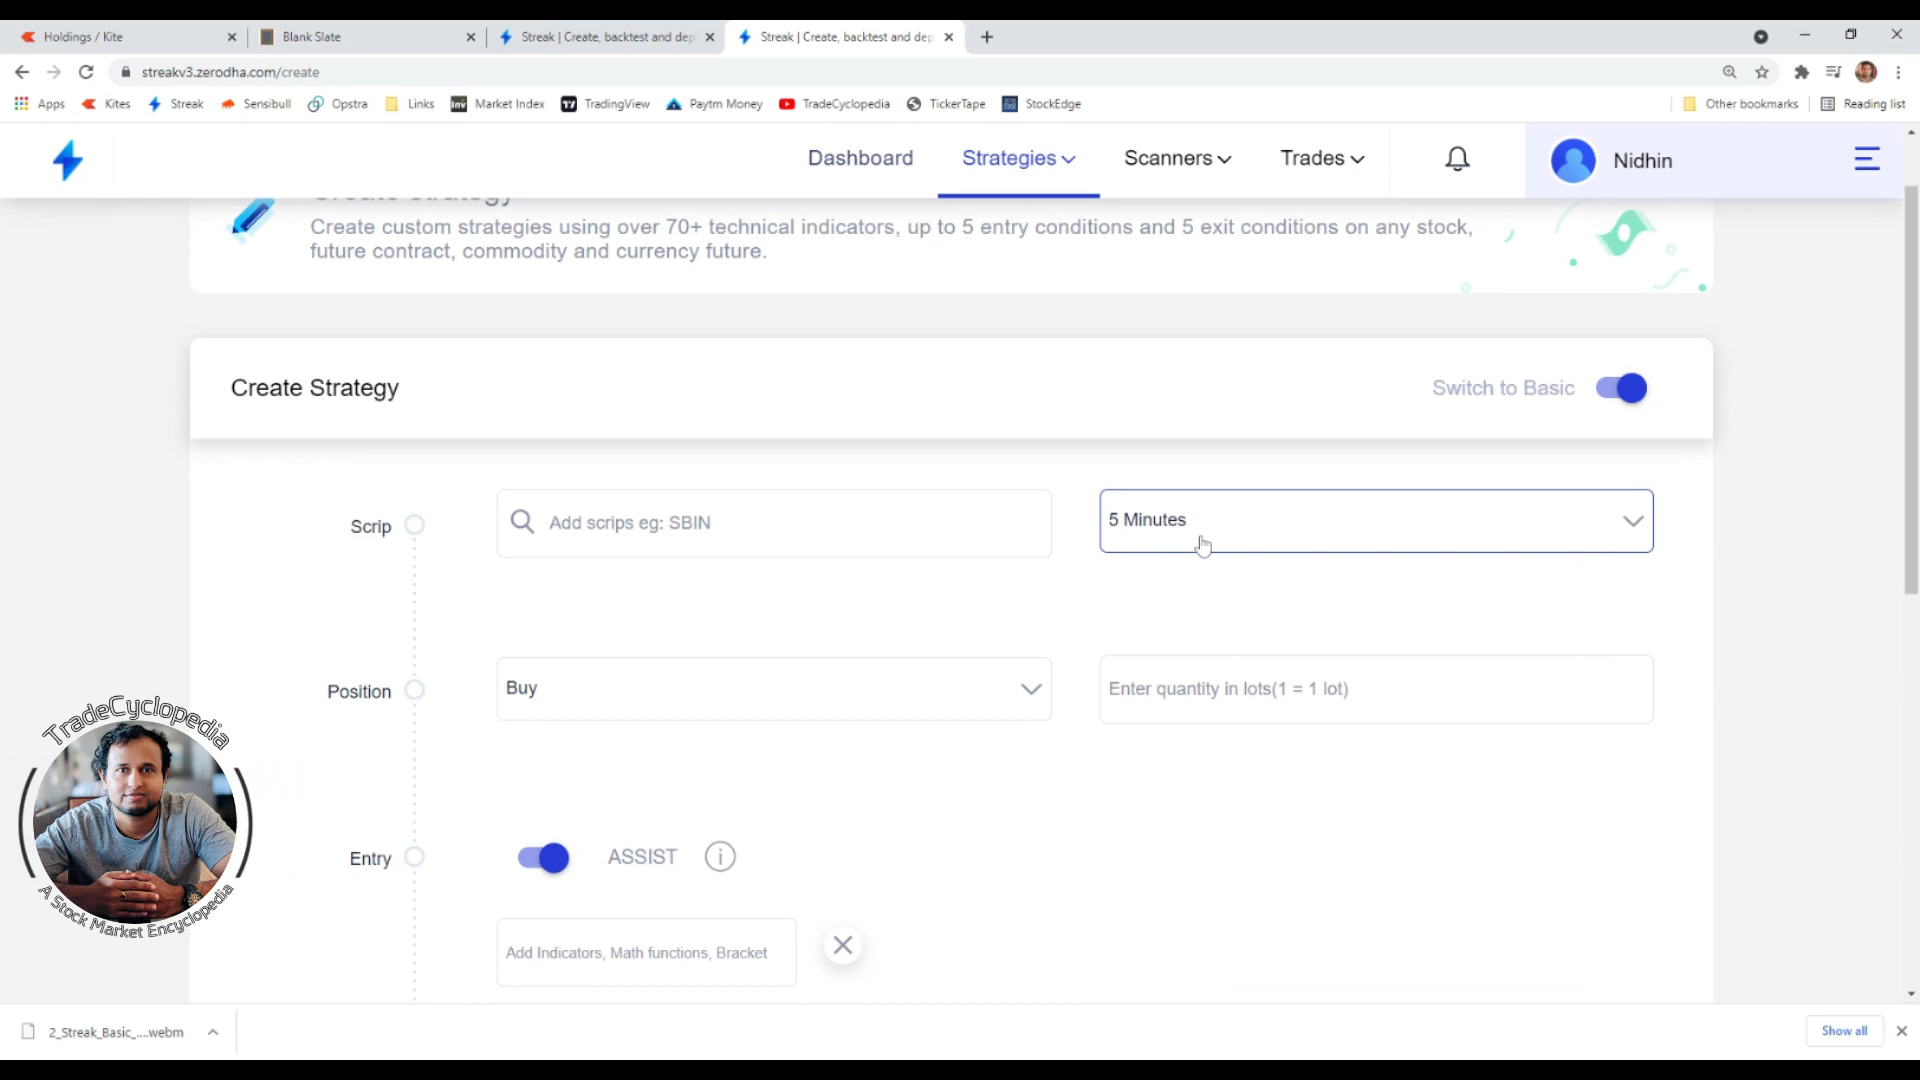 Holdings / Kite
Blank Slate
Streak | Create, backtest and dep
Streak | Create, backtest and dep
streakv3.zerodha.com/create
Apps
Kites
Streak
Sensibull
Opstra
Links
Market Index
TradingView
Paytm Money
TradeCyclopedia
TickerTape
StockEdge
Other bookmarks
Reading list
Dashboard
Strategies
Scanners
Trades
Nidhin
Create Strategy
Create custom strategies using over 70+ technical indicators, up to 5 entry conditions and 5 exit conditions on any stock,
future contract, commodity and currency future.
Create Strategy
Switch to Basic
Scrip
Add scrips eg: SBIN
5 Minutes
Position
Buy
Enter quantity in lots(1 = 1 lot)
Entry
ASSIST
Add Indicators, Math functions, Bracket
TradeCyclopedia
A Stock Market Encyclopedia
2_Streak_Basic_....webm
Show all